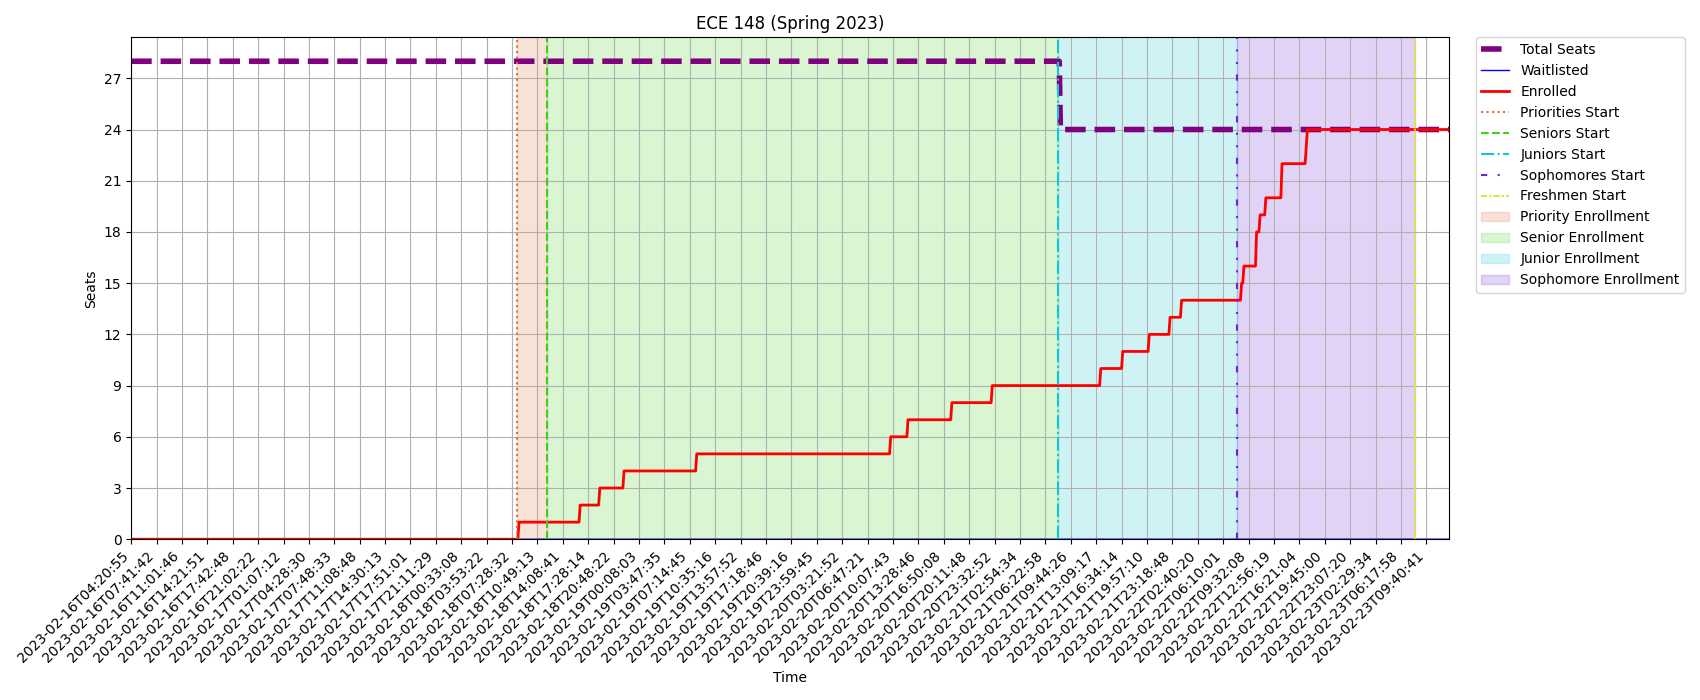 ECE 148 (Spring 2023)
Seats
27
24
21
18
15
12
9
6
3
0
2023-02-16T04:20:55
2023-02-16T07:41:42
2023-02-16T11:01:46
2023-02-16T14:21:51
2023-02-16T17:42:48
2023-02-16T21:02:22
2023-02-17T01:07:12
2023-02-17T04:28:30
2023-02-17T07:48:33
2023-02-17T11:08:48
2023-02-17T14:30:13
2023-02-17T17:51:01
2023-02-17T21:11:29
2023-02-18T00:33:08
2023-02-18T03:53:22
2023-02-18T07:28:32
2023-02-18T10:49:13
2023-02-18T14:08:41
2023-02-18T17:28:14
2023-02-18T20:48:22
2023-02-19T00:08:03
2023-02-19T03:47:35
2023-02-19T07:14:45
2023-02-19T10:35:16
2023-02-19T13:57:52
2023-02-19T17:18:46
2023-02-19T20:39:16
2023-02-19T23:59:45
2023-02-20T03:21:52
2023-02-20T06:47:21
2023-02-20T10:07:43
2023-02-20T13:28:46
2023-02-20T16:50:08
2023-02-20T20:11:48
2023-02-20T23:32:52
2023-02-21T02:54:34
2023-02-21T06:22:58
2023-02-21T09:44:26
2023-02-21T13:09:17
2023-02-21T16:34:14
2023-02-21T19:57:10
2023-02-21T23:18:48
2023-02-22T02:40:20
2023-02-22T06:10:01
2023-02-22T09:32:08
2023-02-22T12:56:19
2023-02-22T16:21:04
2023-02-22T19:45:00
2023-02-22T23:07:20
2023-02-23T02:29:34
2023-02-23T06:17:58
2023-02-23T09:40:41
Time
Total Seats
Waitlisted
Enrolled
Priorities Start
Seniors Start
Juniors Start
Sophomores Start
Freshmen Start
Priority Enrollment
Senior Enrollment
Junior Enrollment
Sophomore Enrollment